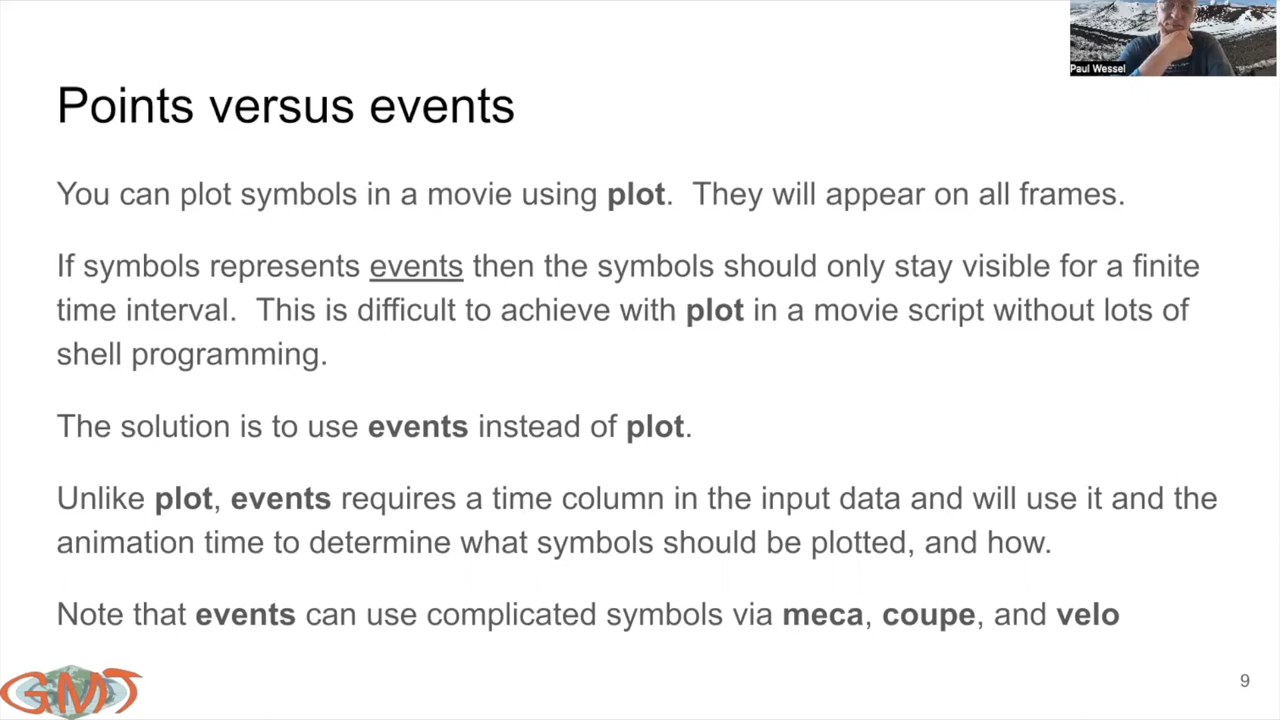 Paul Wessel
Points versus events
You can plot symbols in a movie using plot. They will appear on all frames.
If symbols represents events then the symbols should only stay visible for a finite
time interval. This is difficult to achieve with plot in a movie script without lots of
shell programming.
The solution is to use events instead of plot.
Unlike plot, events requires a time column in the input data and will use it and the
animation time to determine what symbols should be plotted, and how.
Note that events can use complicated symbols via meca, coupe, and velo
GMT
9